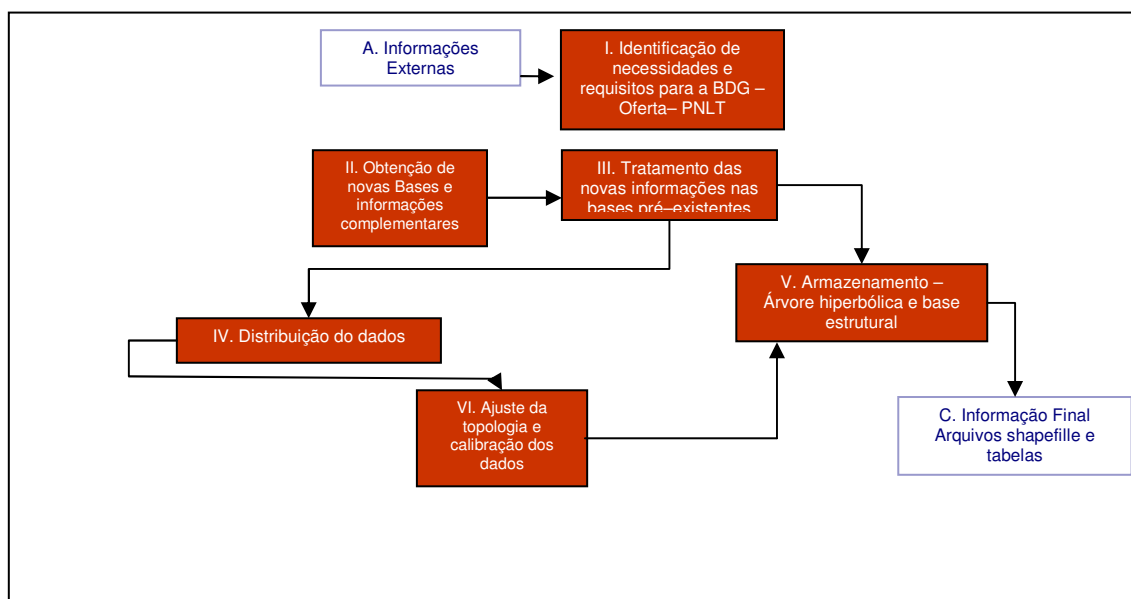 A. Informações
Externas
I. Identificação de
necessidades e
requisitos para a BDG –
Oferta– PNLT
II. Obtenção de
novas Bases e
informações
complementares
III. Tratamento das
novas informações nas
bases pré–existentes
V. Armazenamento –
Árvore hiperbólica e base
estrutural
IV. Distribuição do dados
VI. Ajuste da
topologia e
calibração dos
dados
C. Informação Final
Arquivos shapefille e
tabelas